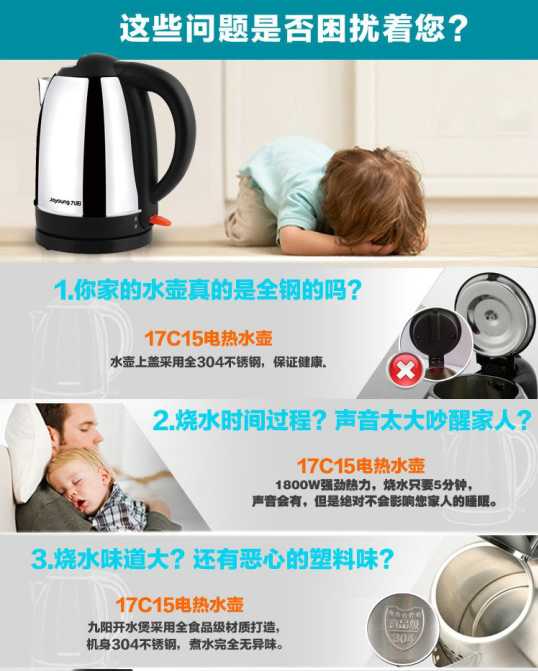 这些问题是否困扰着您?
Joyoung九阳
1.你家的水壶真的是全钢的吗?
17C15电热水壶
水壶上盖采用全304不锈钢，保证健康。
2.烧水时间过程? 声音太大吵醒家人?
17C15电热水壶
1800W强劲热力，烧水只要5分钟，
声音会有，但是绝对不会影响您家人的睡眠。
3.烧水味道大? 还有恶心的塑料味?
17C15电热水壶
九阳开水煲采用全食品级材质打造，
机身304不锈钢，煮水完全无异味。
食品级
304